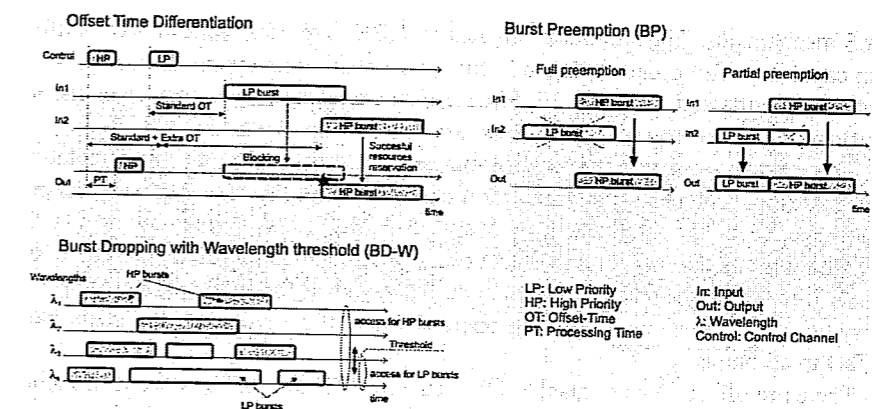 Offset Time Differentiation
Control
HP
LP
In1
LP burst
Standard OT
In2
HP burst
Standard + Extra OT
Succesful
resources
reservation
Blocking
HP
PT
Out
HP burst
time
Burst Preemption (BP)
Full preemption
Partial preemption
In1
HP burst
In1
HP burst
In2
LP burst
In2
LP burst
Out
HP burst
Out
LP burst
HP burst
time
Burst Dropping with Wavelength threshold (BD-W)
Wavelengths
HP bursts
λ1
access for HP bursts
λ2
Threshold
λ3
λ4
access for LP bursts
time
LP bursts
LP: Low Priority
HP: High Priority
OT: Offset-Time
PT: Processing Time
In: Input
Out: Output
λ: Wavelength
Control: Control Channel